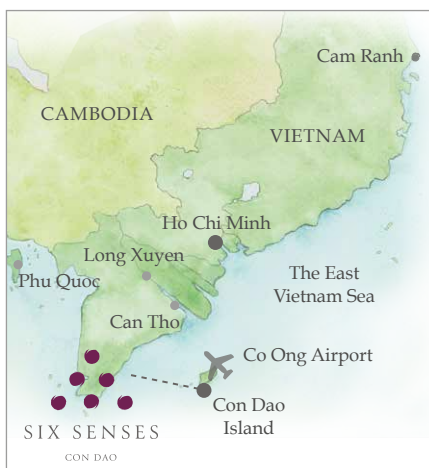 Cam Ranh
CAMBODIA
VIETNAM
Ho Chi Minh
Long Xuyen
The East
Vietnam Sea
Phu Quoc
Can Tho
Co Ong Airport
Con Dao
Island
SIX SENSES
CON DAO